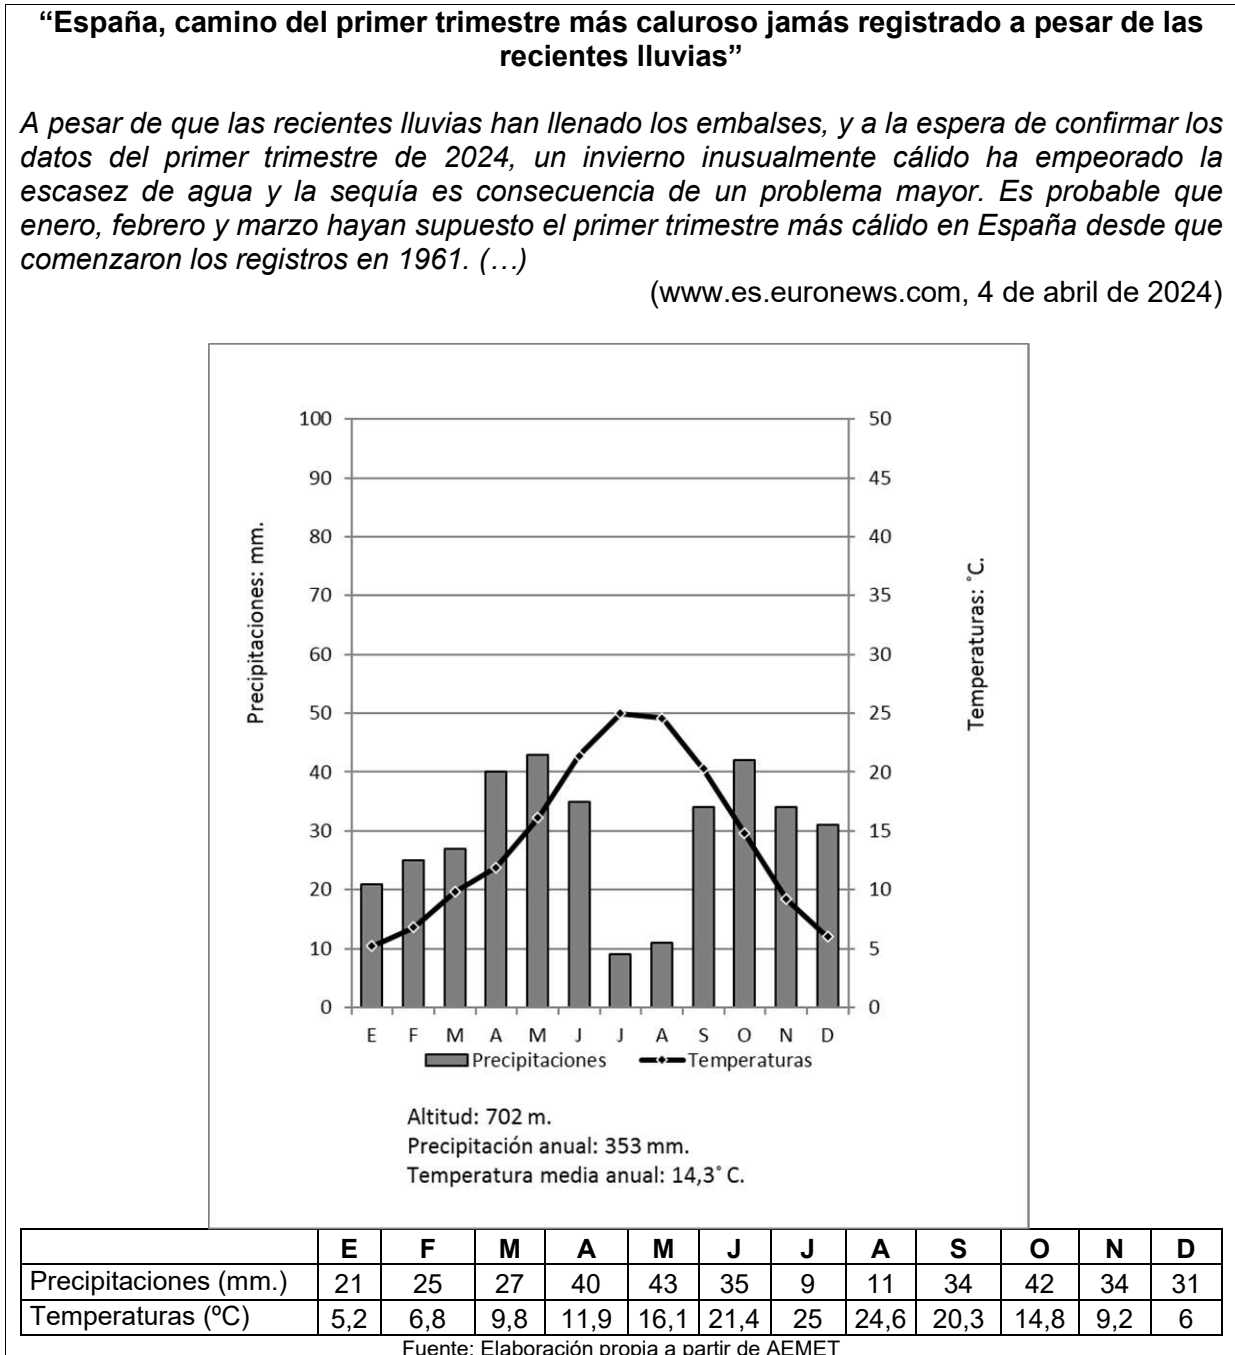 “España, camino del primer trimestre más caluroso jamás registrado a pesar de las
recientes lluvias”
A pesar de que las recientes lluvias han llenado los embalses, y a la espera de confirmar los
datos del primer trimestre de 2024, un invierno inusualmente cálido ha empeorado la
escasez de agua y la sequía es consecuencia de un problema mayor. Es probable que
enero, febrero y marzo hayan supuesto el primer trimestre más cálido en España desde que
comenzaron los registros en 1961. (…)
(www.es.euronews.com, 4 de abril de 2024)
Precipitaciones: mm.
100
90
80
70
60
50
40
30
20
10
0
50
45
40
35
30
25
20
15
10
5
0
Temperaturas: ˚C.
E F M A M J J A S O N D
Precipitaciones Temperaturas
Altitud: 702 m.
Precipitación anual: 353 mm.
Temperatura media anual: 14,3˚ C.
E F M A M J J A S O N D
Precipitaciones (mm.) 21 25 27 40 43 35 9 11 34 42 34 31
Temperaturas (ºC) 5,2 6,8 9,8 11,9 16,1 21,4 25 24,6 20,3 14,8 9,2 6
Fuente: Elaboración propia a partir de AEMET